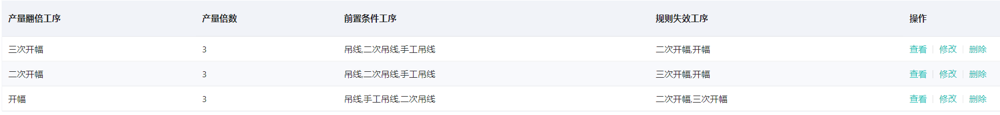 产量翻倍工序 产量倍数 前置条件工序 规则失效工序 操作
三次开幅 3 吊线,二次吊线,手工吊线 二次开幅,开幅 查看 修改 删除
二次开幅 3 吊线,二次吊线,手工吊线 三次开幅,开幅 查看 修改 删除
开幅 3 吊线,手工吊线,二次吊线 二次开幅,三次开幅 查看 修改 删除